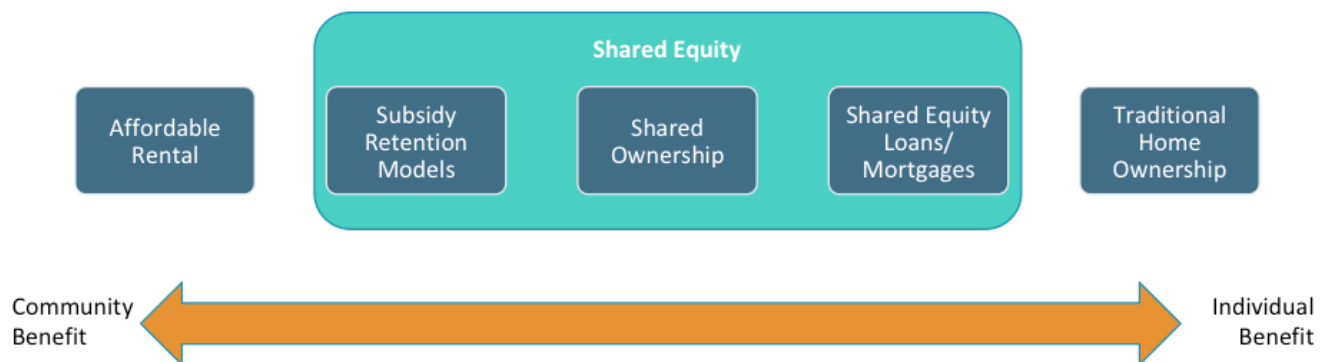 Shared Equity
Affordable
Rental
Subsidy
Retention
Models
Shared
Ownership
Shared Equity
Loans/
Mortgages
Traditional
Home
Ownership
Community
Benefit
Individual
Benefit